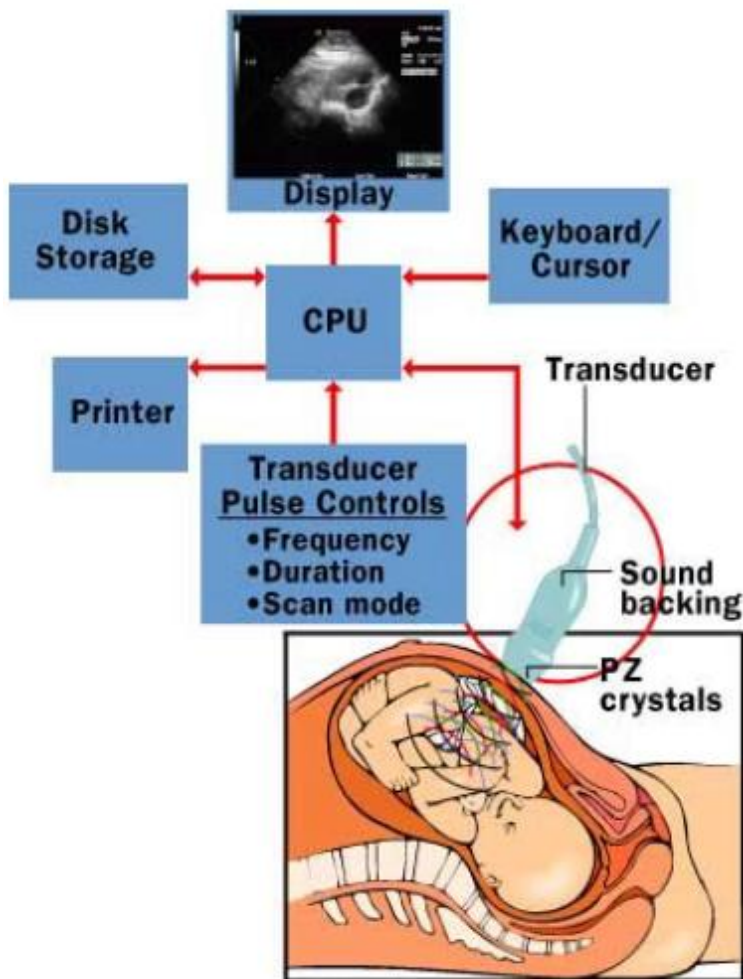 Display
Disk
Storage
Keyboard/
Cursor
CPU
Printer
Transducer
Transducer
Pulse Controls
•Frequency
•Duration
•Scan mode
Sound
backing
PZ
crystals